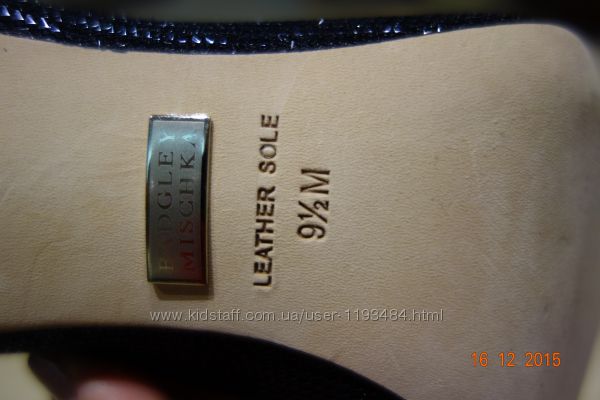 BADGLEY
MISCHKA
LEATHER SOLE
9½M
www.kidstaff.com.ua/user-1193484.html
16 12 2015